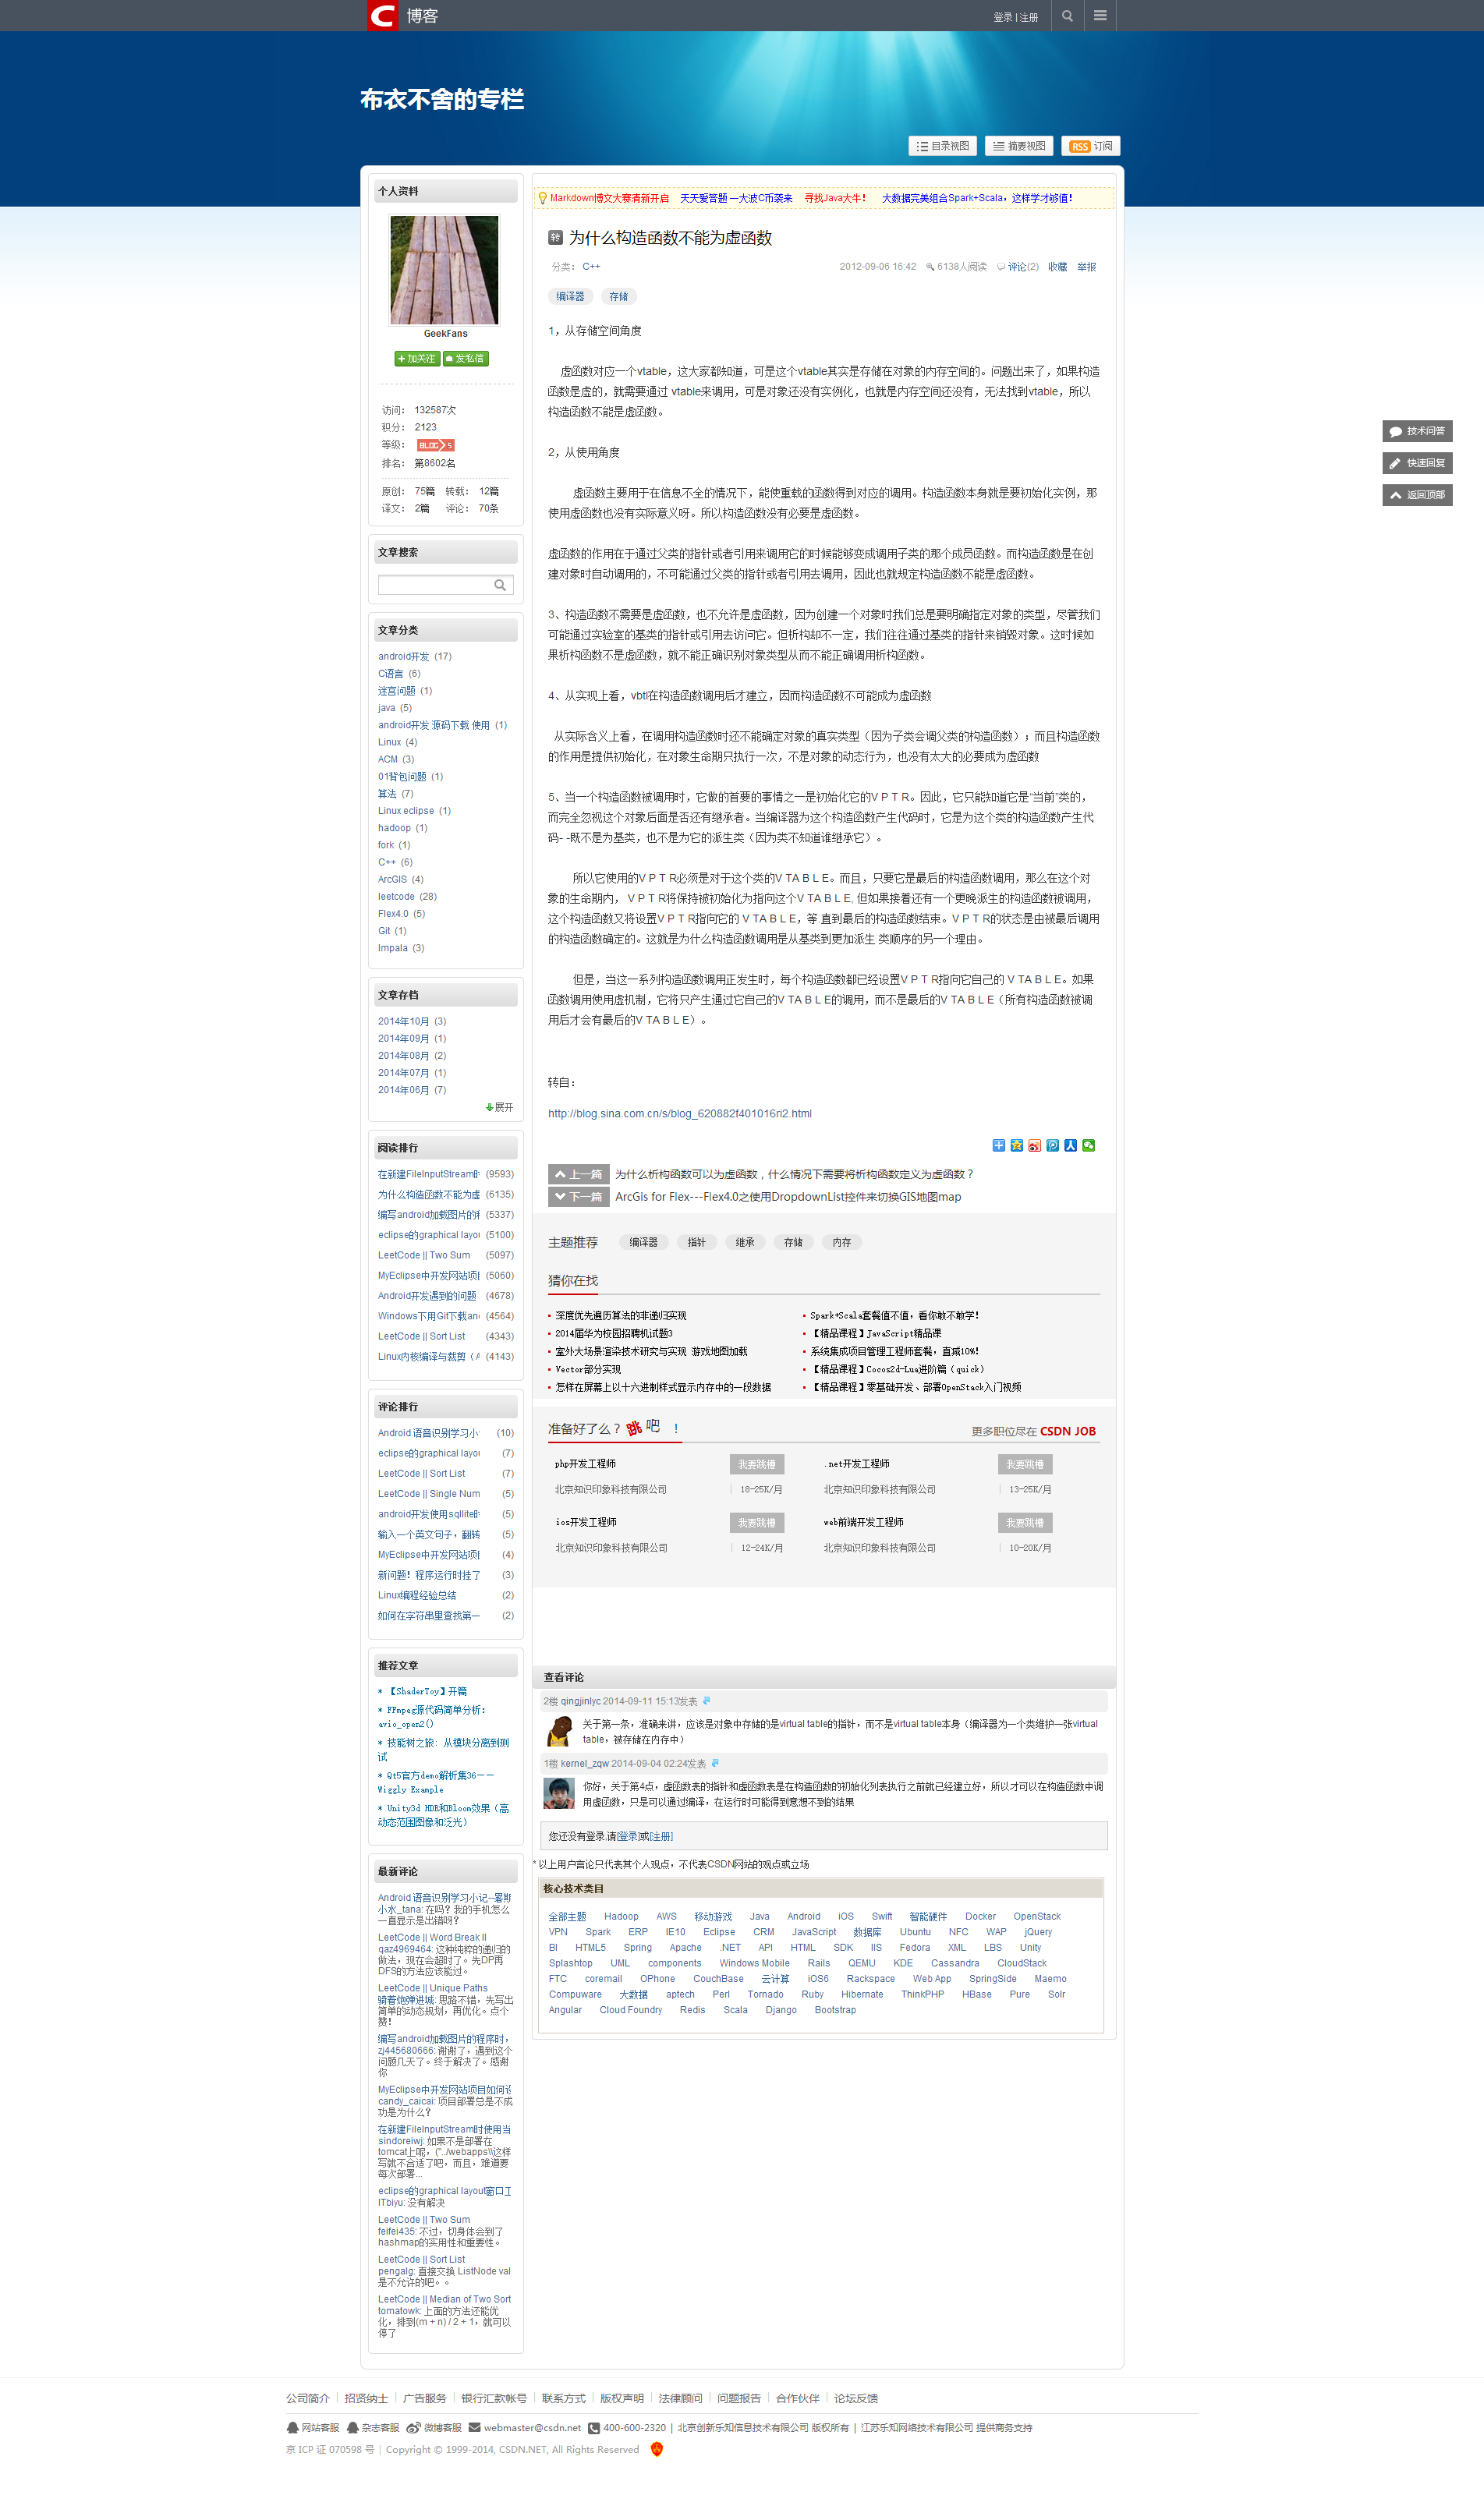 博客
登录 | 注册
布衣不舍的专栏
目录视图
摘要视图
RSS 订阅
个人资料
GeekFans
加关注 发私信
访问： 132587次
积分： 2123
等级： BLOG 5
排名： 第8602名
原创： 75篇 转载： 12篇
译文： 2篇 评论： 70条
文章搜索
文章分类
android开发 (17)
C语言 (6)
迷宫问题 (1)
java (5)
android开发 源码下载 使用 (1)
Linux (4)
ACM (3)
01背包问题 (1)
算法 (7)
Linux eclipse (1)
hadoop (1)
fork (1)
C++ (6)
ArcGIS (4)
leetcode (28)
Flex4.0 (5)
Git (1)
Impala (3)
文章存档
2014年10月 (3)
2014年09月 (1)
2014年08月 (2)
2014年07月 (1)
2014年06月 (7)
展开
阅读排行
在新建FileInputStream时 (9593)
为什么构造函数不能为虚 (6135)
编写android加载图片的程 (5337)
eclipse的graphical layou (5100)
LeetCode || Two Sum (5097)
MyEclipse中开发网站项目 (5060)
Android开发遇到的问题 (4678)
Windows下用Gif下载and (4564)
LeetCode || Sort List (4343)
Linux内核编译与裁剪（A (4143)
评论排行
Android 语音识别学习小 (10)
eclipse的graphical layou (7)
LeetCode || Sort List (7)
LeetCode || Single Num (5)
android开发使用sqllite时 (5)
输入一个英文句子，翻转 (5)
MyEclipse中开发网站项目 (4)
新问题！程序运行时挂了 (3)
Linux编程经验总结 (2)
如何在字符串里查找第一 (2)
推荐文章
* 【ShaderToy】开篇
* FFmpeg源代码简单分析：
avio_open2()
* 技能树之旅: 从模块分离到测
试
* Qt5官方demo解析集36——
Wiggly Example
* Unity3d HDR和Bloom效果（高
动态范围图像和泛光）
最新评论
Android 语音识别学习小记--署期
小水_tana: 在吗？我的手机怎么
一直显示是出错呀？
LeetCode || Word Break II
qaz4969464: 这种纯粹的递归的
做法，现在会超时了。先DP再
DFS的方法应该能过。
LeetCode || Unique Paths
骑着炮弹进城: 思路不错，先写出
简单的动态规划，再优化。点个
赞！
编写android加载图片的程序时，
zj445680666: 谢谢了，遇到这个
问题几天了。终于解决了。感谢
你
MyEclipse中开发网站项目如何设
candy_caicai: 项目部署总是不成
功是为什么？
在新建FileInputStream时使用当
sindoreiwj: 如果不是部署在
tomcat上呢，("../webapps\\这样
写就不合适了吧，而且，难道要
每次部署...
eclipse的graphical layout窗口工
ITbiyu: 没有解决
LeetCode || Two Sum
feifei435: 不过，切身体会到了
hashmap的实用性和重要性。
LeetCode || Sort List
pengalg: 直接交换 ListNode val
是不允许的吧。。
LeetCode || Median of Two Sort
tomatowk: 上面的方法还能优
化，排到(m + n) / 2 + 1，就可以
停了
Markdown博文大赛清新开启 天天爱答题 一大波C币袭来 寻找Java大牛！ 大数据完美组合Spark+Scala，这样学才够值！
转 为什么构造函数不能为虚函数
分类： C++
2012-09-06 16:42 6138人阅读 评论(2) 收藏 举报
编译器 存储
1，从存储空间角度
虚函数对应一个vtable，这大家都知道，可是这个vtable其实是存储在对象的内存空间的。问题出来了，如果构造
函数是虚的，就需要通过 vtable来调用，可是对象还没有实例化，也就是内存空间还没有，无法找到vtable，所以
构造函数不能是虚函数。
2，从使用角度
虚函数主要用于在信息不全的情况下，能使重载的函数得到对应的调用。构造函数本身就是要初始化实例，那
使用虚函数也没有实际意义呀。所以构造函数没有必要是虚函数。
虚函数的作用在于通过父类的指针或者引用来调用它的时候能够变成调用子类的那个成员函数。而构造函数是在创
建对象时自动调用的，不可能通过父类的指针或者引用去调用，因此也就规定构造函数不能是虚函数。
3、构造函数不需要是虚函数，也不允许是虚函数，因为创建一个对象时我们总是要明确指定对象的类型，尽管我们
可能通过实验室的基类的指针或引用去访问它。但析构却不一定，我们往往通过基类的指针来销毁对象。这时候如
果析构函数不是虚函数，就不能正确识别对象类型从而不能正确调用析构函数。
4、从实现上看，vbtl在构造函数调用后才建立，因而构造函数不可能成为虚函数
从实际含义上看，在调用构造函数时还不能确定对象的真实类型（因为子类会调父类的构造函数）；而且构造函数
的作用是提供初始化，在对象生命期只执行一次，不是对象的动态行为，也没有太大的必要成为虚函数
5、当一个构造函数被调用时，它做的首要的事情之一是初始化它的V P T R。因此，它只能知道它是“当前”类的，
而完全忽视这个对象后面是否还有继承者。当编译器为这个构造函数产生代码时，它是为这个类的构造函数产生代
码- -既不是为基类，也不是为它的派生类（因为类不知道谁继承它）。
所以它使用的V P T R必须是对于这个类的V TA B L E。而且，只要它是最后的构造函数调用，那么在这个对
象的生命期内， V P T R将保持被初始化为指向这个V TA B L E, 但如果接着还有一个更晚派生的构造函数被调用，
这个构造函数又将设置V P T R指向它的 V TA B L E，等.直到最后的构造函数结束。V P T R的状态是由被最后调用
的构造函数确定的。这就是为什么构造函数调用是从基类到更加派生 类顺序的另一个理由。
但是，当这一系列构造函数调用正发生时，每个构造函数都已经设置V P T R指向它自己的 V TA B L E。如果
函数调用使用虚机制，它将只产生通过它自己的V TA B L E的调用，而不是最后的V TA B L E（所有构造函数被调
用后才会有最后的V TA B L E）。
转自：
http://blog.sina.com.cn/s/blog_620882f401016ri2.html
上一篇 为什么析构函数可以为虚函数，什么情况下需要将析构函数定义为虚函数？
下一篇 ArcGis for Flex---Flex4.0之使用DropdownList控件来切换GIS地图map
主题推荐 编译器 指针 继承 存储 内存
猜你在找
深度优先遍历算法的非递归实现
2014届华为校园招聘机试题3
室外大场景渲染技术研究与实现 游戏地图加载
Vector部分实现
怎样在屏幕上以十六进制样式显示内存中的一段数据
Spark+Scala套餐值不值，看你敢不敢学！
【精品课程】JavaScript精品课
系统集成项目管理工程师套餐，直减10%！
【精品课程】Cocos2d-Lua进阶篇（quick）
【精品课程】零基础开发、部署OpenStack入门视频
准备好了么？跳吧！
更多职位尽在 CSDN JOB
php开发工程师 我要跳槽
北京知识印象科技有限公司 | 18-25K/月
.net开发工程师 我要跳槽
北京知识印象科技有限公司 | 13-25K/月
ios开发工程师 我要跳槽
北京知识印象科技有限公司 | 12-24K/月
web前端开发工程师 我要跳槽
北京知识印象科技有限公司 | 10-20K/月
查看评论
2楼 qingjinlyc 2014-09-11 15:13发表
关于第一条，准确来讲，应该是对象中存储的是virtual table的指针，而不是virtual table本身（编译器为一个类维护一张virtual
table，被存储在内存中）
1楼 kernel_zqw 2014-09-04 02:24发表
你好，关于第4点，虚函数表的指针和虚函数表是在构造函数的初始化列表执行之前就已经建立好，所以才可以在构造函数中调
用虚函数，只是可以通过编译，在运行时可能得到意想不到的结果
您还没有登录,请[登录]或[注册]
* 以上用户言论只代表其个人观点，不代表CSDN网站的观点或立场
核心技术类目
全部主题 Hadoop AWS 移动游戏 Java Android iOS Swift 智能硬件 Docker OpenStack
VPN Spark ERP IE10 Eclipse CRM JavaScript 数据库 Ubuntu NFC WAP jQuery
BI HTML5 Spring Apache .NET API HTML SDK IIS Fedora XML LBS Unity
Splashtop UML components Windows Mobile Rails QEMU KDE Cassandra CloudStack
FTC coremail OPhone CouchBase 云计算 iOS6 Rackspace Web App SpringSide Maemo
Compuware 大数据 aptech Perl Tornado Ruby Hibernate ThinkPHP HBase Pure Solr
Angular Cloud Foundry Redis Scala Django Bootstrap
技术问答
快速回复
返回顶部
公司简介 | 招贤纳士 | 广告服务 | 银行汇款帐号 | 联系方式 | 版权声明 | 法律顾问 | 问题报告 | 合作伙伴 | 论坛反馈
网站客服 杂志客服 微博客服 webmaster@csdn.net 400-600-2320 | 北京创新乐知信息技术有限公司 版权所有 | 江苏乐知网络技术有限公司 提供商务支持
京 ICP 证 070598 号 | Copyright © 1999-2014, CSDN.NET, All Rights Reserved